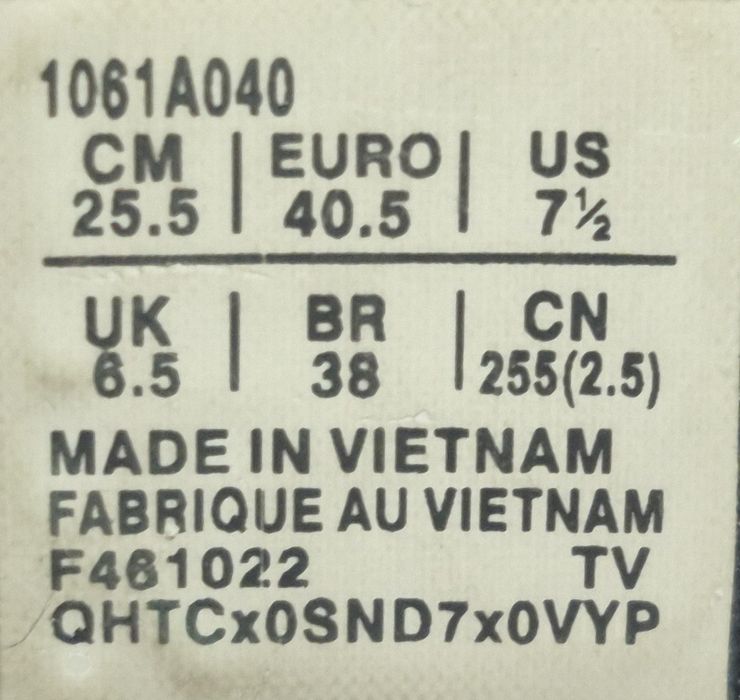 1061A040
CM | EURO | US
25.5 | 40.5 | 7½
UK | BR | CN
6.5 | 38 | 255(2.5)
MADE IN VIETNAM
FABRIQUE AU VIETNAM
F461022 TV
QHTCx0SND7x0VYP